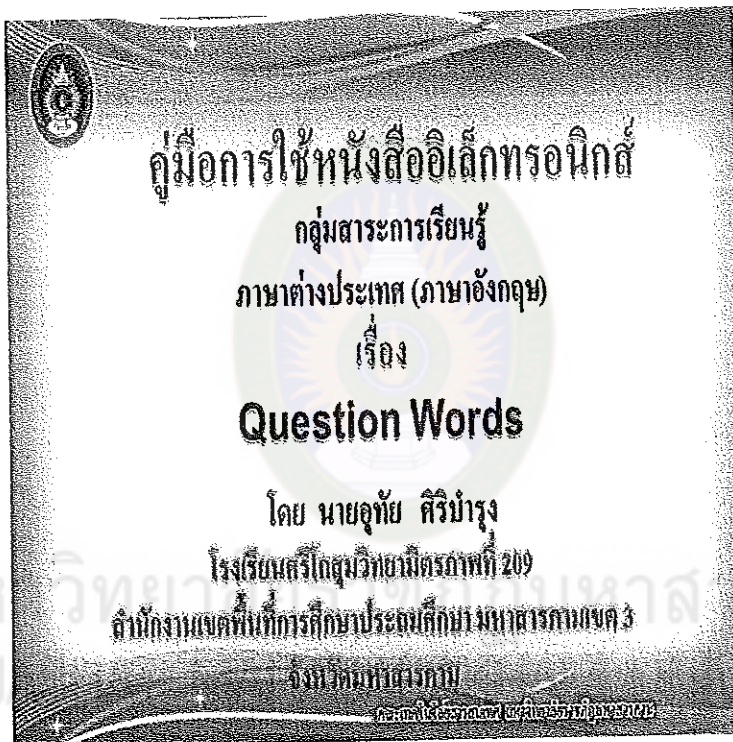 คู่มือการใช้หนังสืออิเล็กทรอนิกส์
กลุ่มสาระการเรียนรู้
ภาษาต่างประเทศ (ภาษาอังกฤษ)
เรื่อง
Question Words
โดย นายอุทัย ศิริบำรุง
โรงเรียนศรีโกสุมวิทยามิตรภาพที่ 209
สำนักงานเขตพื้นที่การศึกษาประถมศึกษา มหาสารคามเขต 3
จังหวัดมหาสารคาม